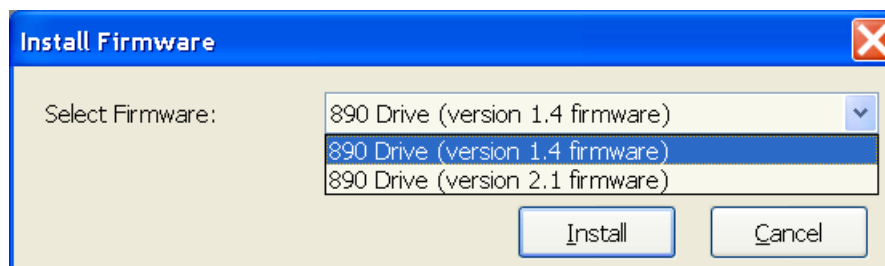 Install Firmware
Select Firmware: 890 Drive (version 1.4 firmware)
890 Drive (version 1.4 firmware)
890 Drive (version 2.1 firmware)
Install Cancel